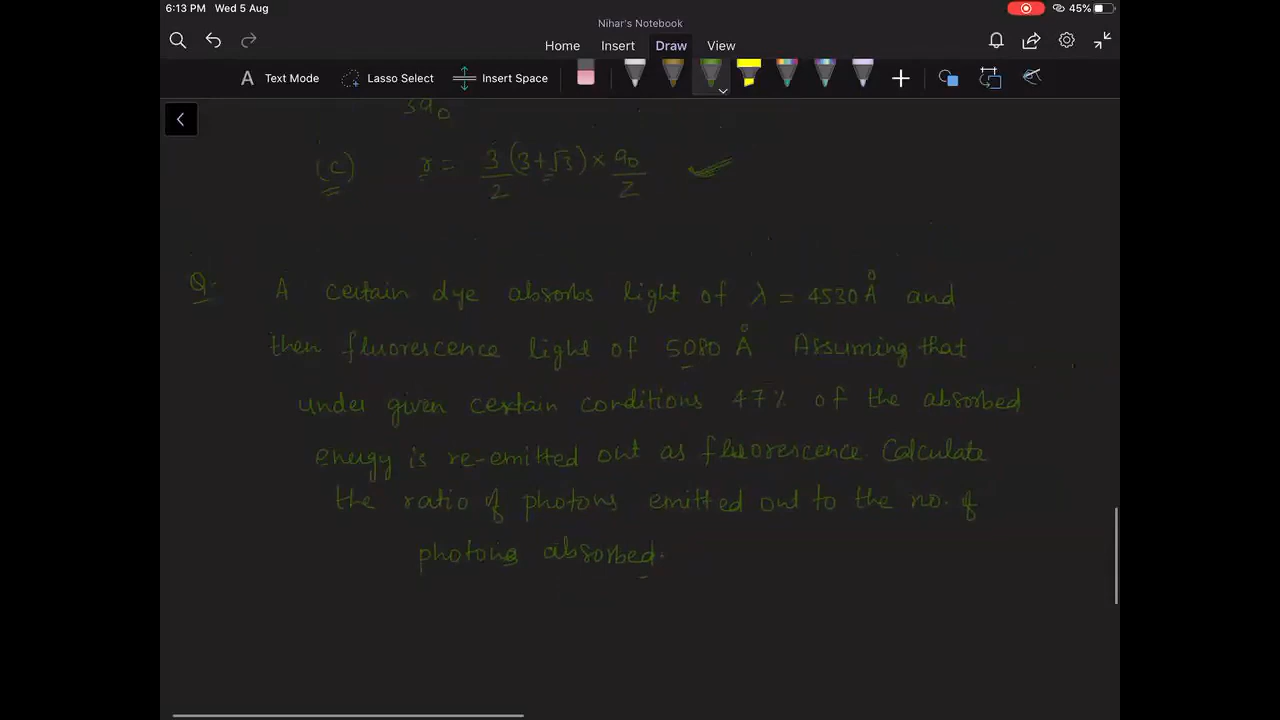 6:13 PM Wed 5 Aug
45%
Nihar's Notebook
Home Insert Draw View
A Text Mode Lasso Select Insert Space
3a₀
(c) r = 3/2 (3+√3) × a₀/Z ✓
Q. A certain dye absorbs light of λ = 4530 Å and
then fluorescence light of 5080 Å Assuming that
under given certain conditions 47% of the absorbed
energy is re-emitted out as fluorescence. Calculate
the ratio of photons emitted out to the no. of
photons absorbed.